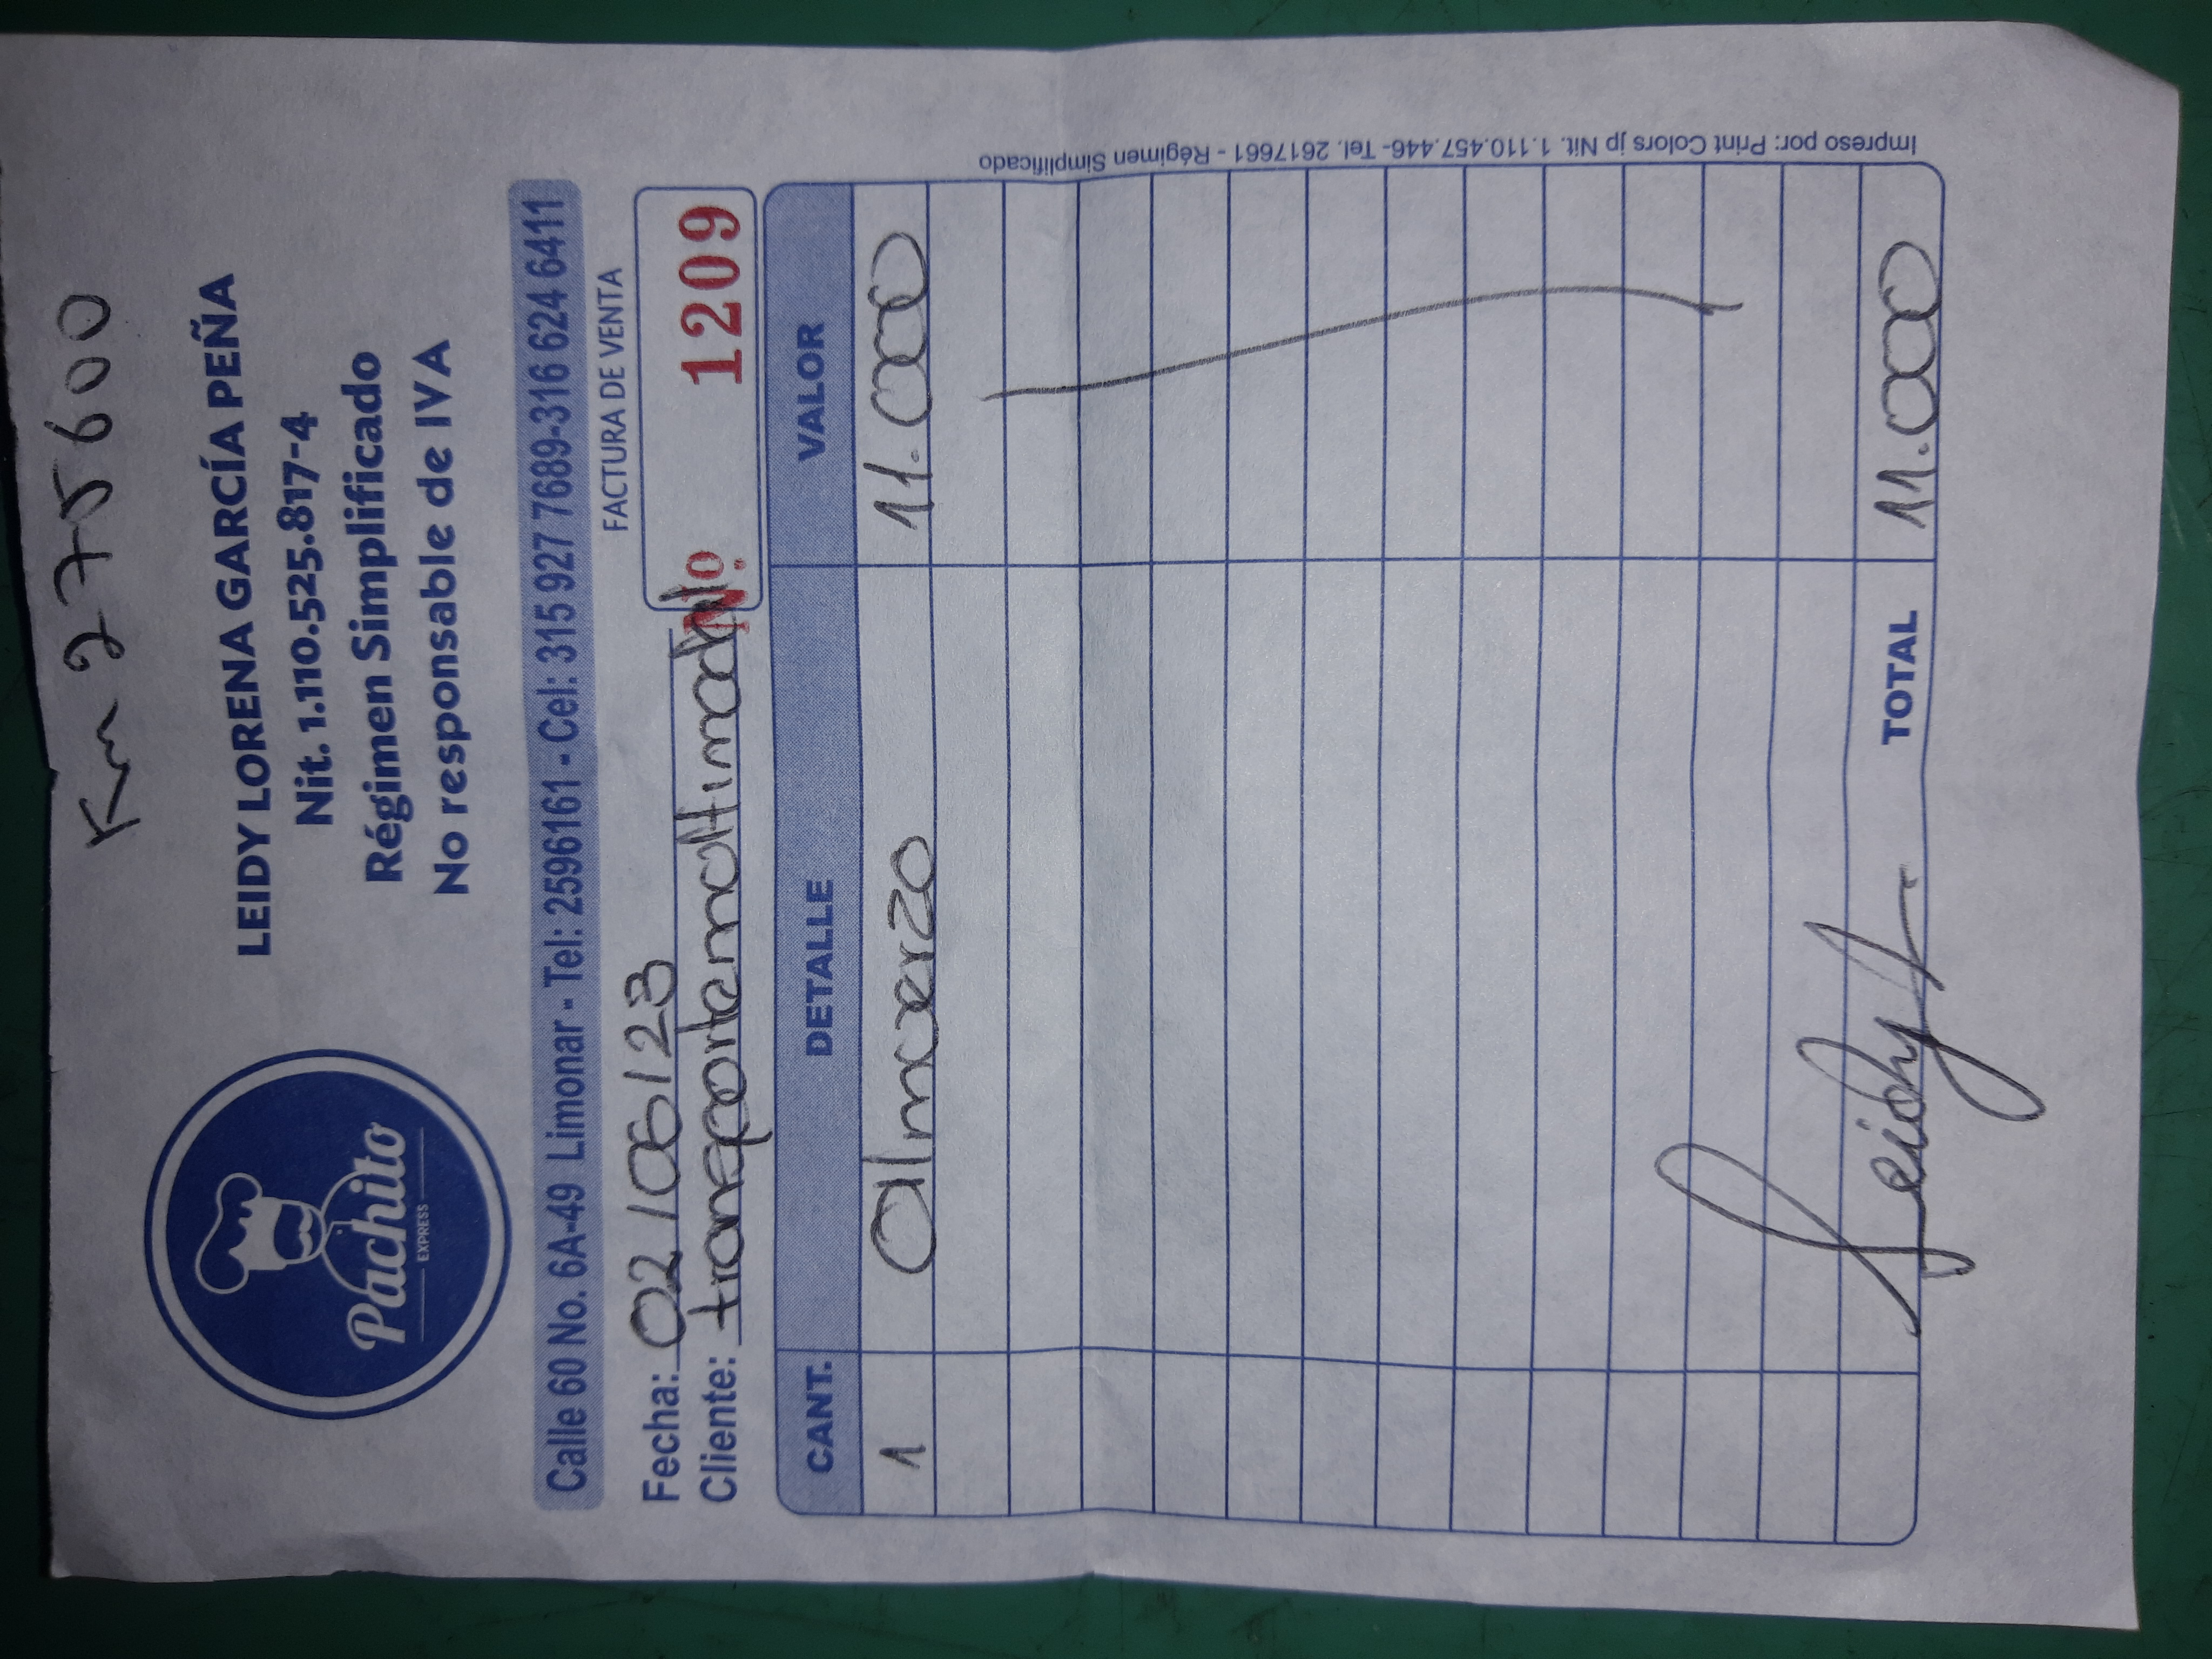 Km 275600
Pachito
EXPRESS
LEIDY LORENA GARCÍA PEÑA
Nit. 1.110.525.817-4
Régimen Simplificado
No responsable de IVA
Calle 60 No. 6A-49 Limonar - Tel: 2596161 - Cel: 315 927 7689-316 624 6411
FACTURA DE VENTA
Fecha: 02/06/23
No. 1209
Cliente:
CANT. DETALLE VALOR
1 Almuerzo 11.000
Leidy
TOTAL 11.000
Impreso por: Print Colors jp Nit. 1.110.457.446- Tel. 2617661 - Régimen Simplificado